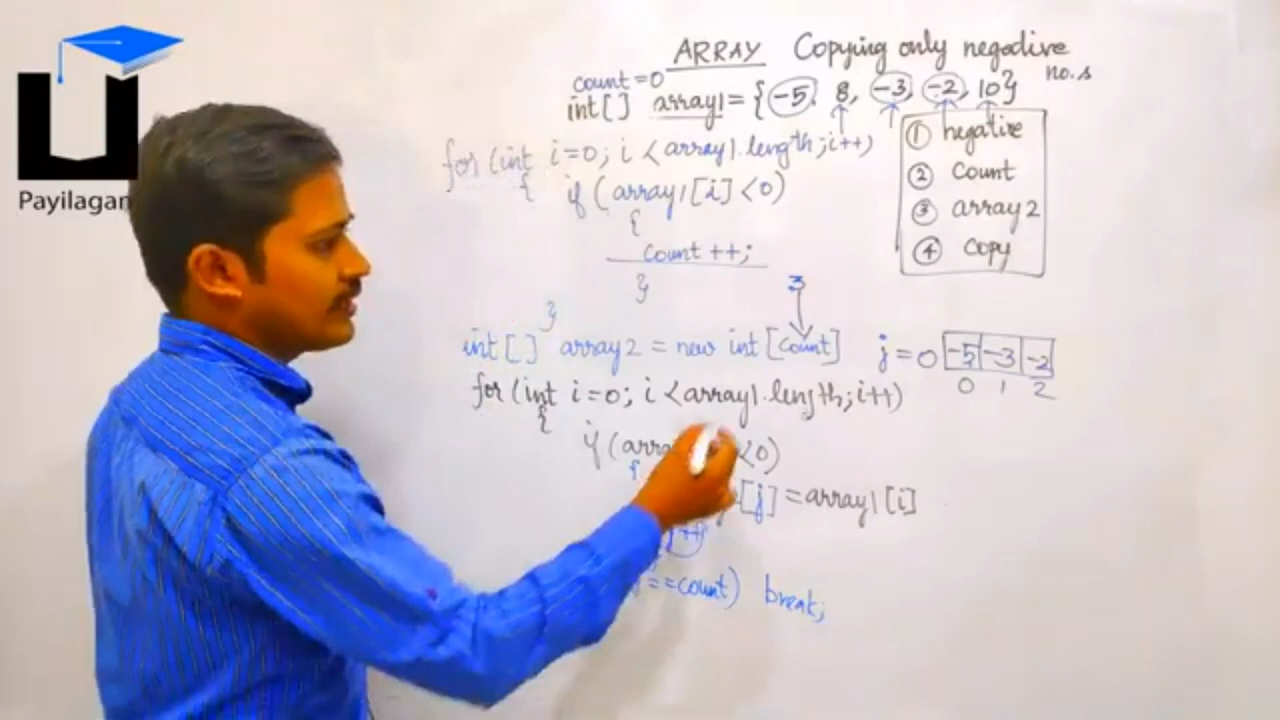 Payilagam
ARRAY Copying only negative no.s
count=0
int[] array1 = {-5, 8, -3, -2, 10}
for (int i=0; i<array1.length; i++)
{ if (array1[i] <0)
{
count ++;
}
}
① negative
② Count
③ array2
④ Copy
3
int[] array2 = new int[count]
j=0 -5 -3 -2
0 1 2
for (int i=0; i<array1.length; i++)
{
if (arra <0)
{
[j] = array1[i]
++
==count) break;